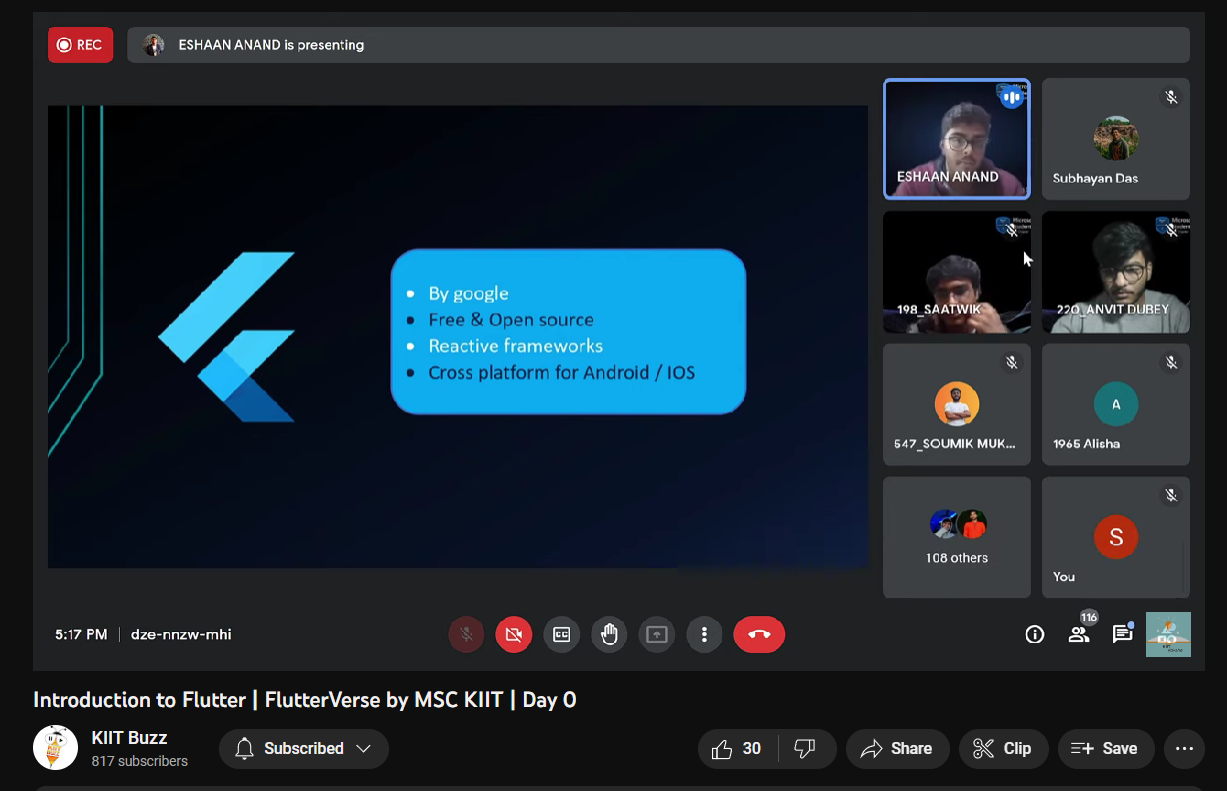 REC
ESHAAN ANAND is presenting
By google
Free & Open source
Reactive frameworks
Cross platform for Android / IOS
ESHAAN ANAND
Subhayan Das
198_SAATWIK
220_ANVIT DUBEY
547_SOUMIK MUK...
A
1965 Alisha
108 others
S
You
5:17 PM | dze-nnzw-mhi
CC
116
Introduction to Flutter | FlutterVerse by MSC KIIT | Day 0
KIIT Buzz
817 subscribers
Subscribed
30
Share
Clip
Save